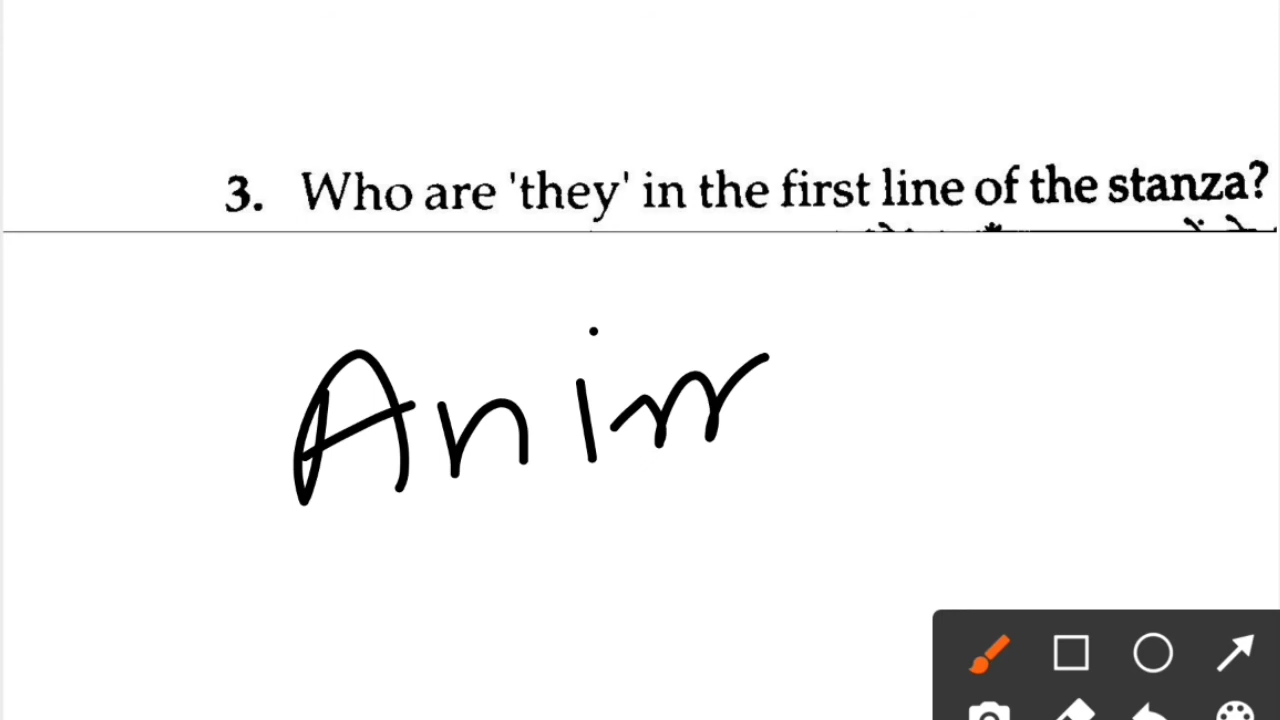 3. Who are 'they' in the first line of the stanza?
Anim